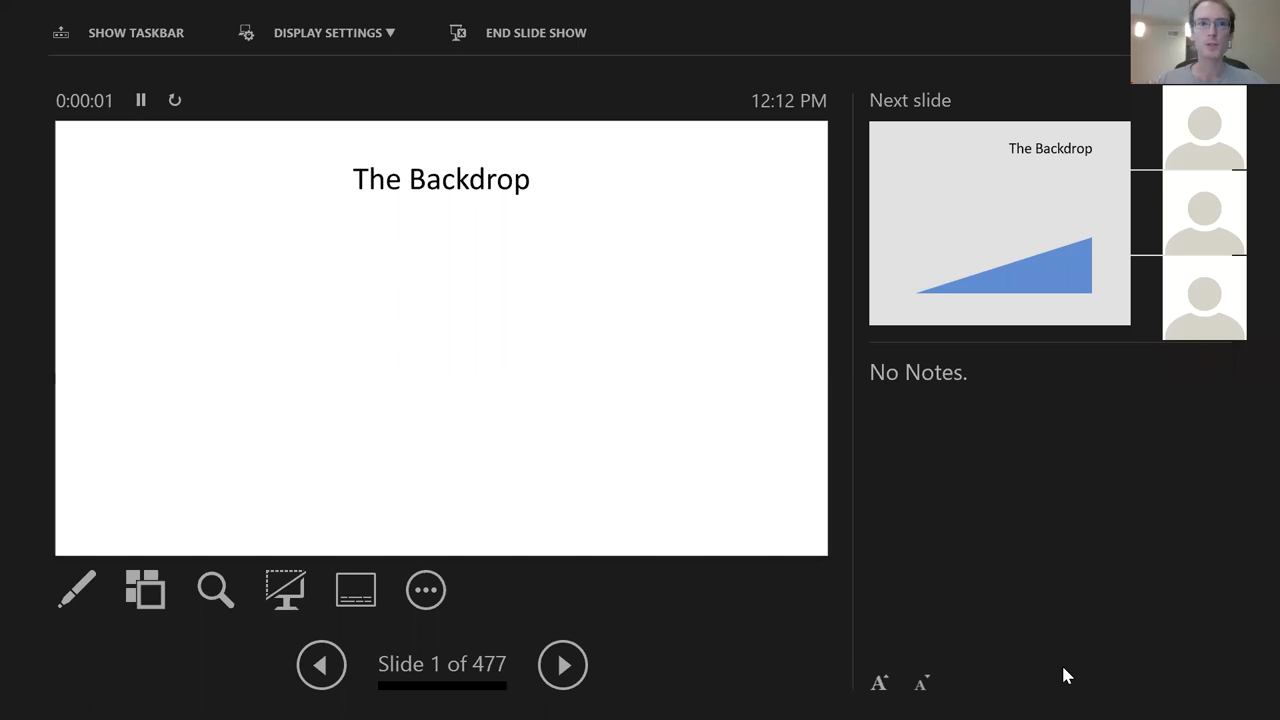 SHOW TASKBAR
DISPLAY SETTINGS ▼
END SLIDE SHOW
0:00:01
12:12 PM
The Backdrop
Next slide
The Backdrop
No Notes.
Slide 1 of 477
A
A